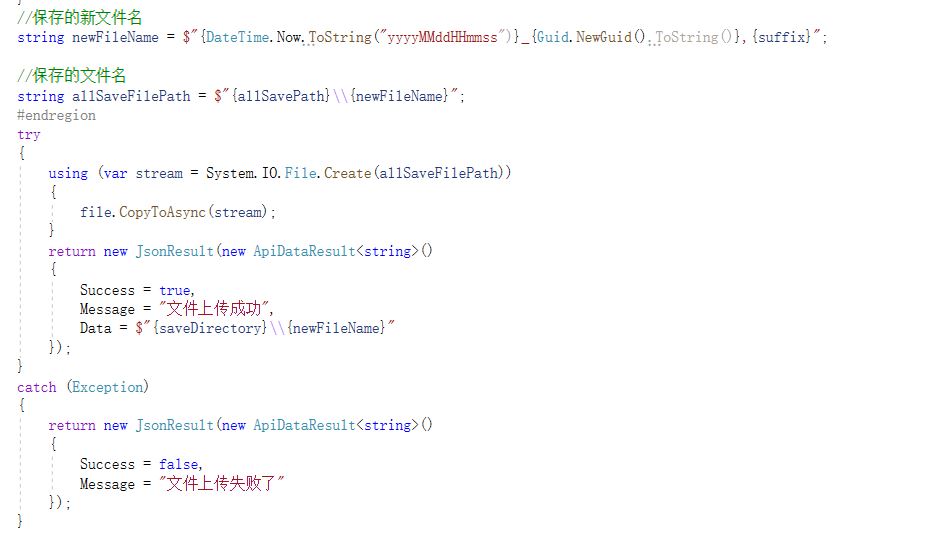 }
//保存的新文件名
string newFileName = $"{DateTime.Now.ToString("yyyyMMddHHmmss")}_{Guid.NewGuid().ToString()},{suffix}";
//保存的文件名
string allSaveFilePath = $"{allSavePath}\\{newFileName}";
#endregion
try
{
using (var stream = System.IO.File.Create(allSaveFilePath))
{
file.CopyToAsync(stream);
}
return new JsonResult(new ApiDataResult<string>()
{
Success = true,
Message = "文件上传成功",
Data = $"{saveDirectory}\\{newFileName}"
});
}
catch (Exception)
{
return new JsonResult(new ApiDataResult<string>()
{
Success = false,
Message = "文件上传失败了"
});
}